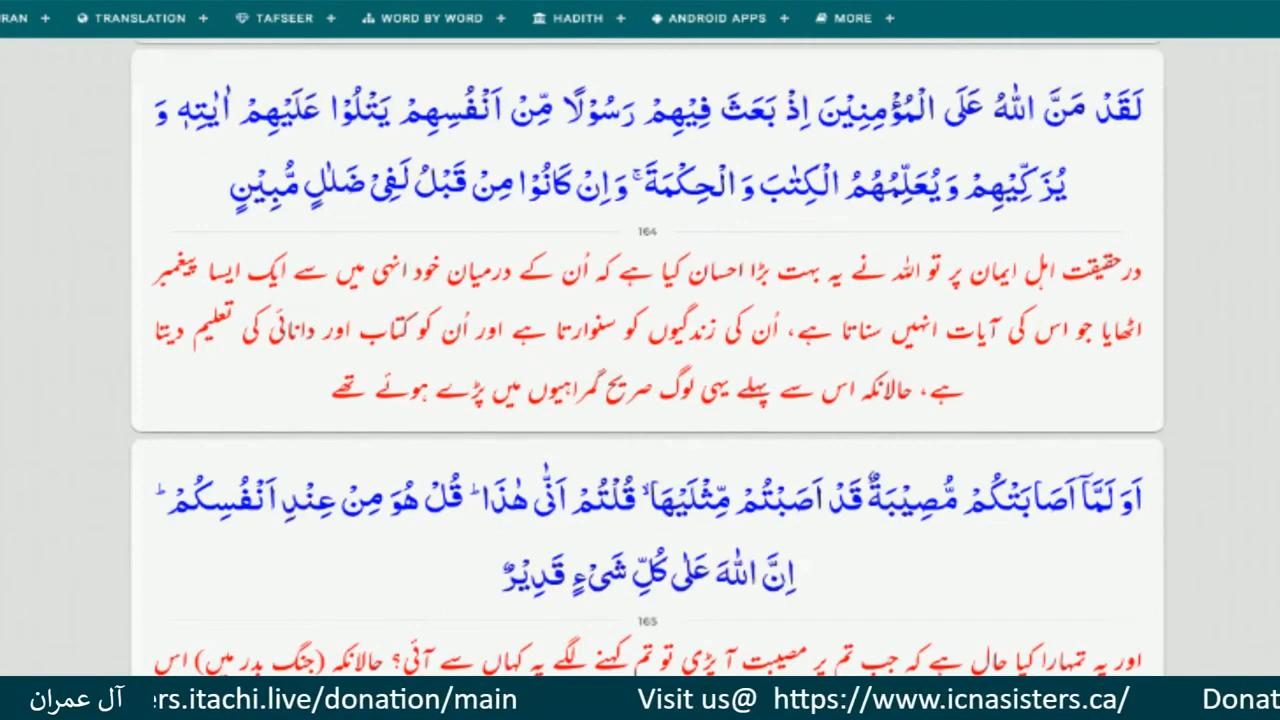 RAN + TRANSLATION + TAFSEER + WORD BY WORD + HADITH + ANDROID APPS + MORE +
لَقَدْ مَنَّ اللّٰهُ عَلَى الْمُؤْمِنِيْنَ اِذْ بَعَثَ فِيْهِمْ رَسُوْلًا مِّنْ اَنْفُسِهِمْ يَتْلُوْا عَلَيْهِمْ اٰيٰتِهٖ وَ
يُزَكِّيْهِمْ وَ يُعَلِّمُهُمُ الْكِتٰبَ وَ الْحِكْمَةَ ۚ وَ اِنْ كَانُوْا مِنْ قَبْلُ لَفِىْ ضَلٰلٍ مُّبِيْنٍ
164
درحقیقت اہل ایمان پر تو اللہ نے یہ بہت بڑا احسان کیا ہے کہ اُن کے درمیان خود انہی میں سے ایک ایسا پیغمبر
اٹھایا جو اس کی آیات انہیں سناتا ہے، اُن کی زندگیوں کو سنوارتا ہے اور اُن کو کتاب اور دانائی کی تعلیم دیتا
ہے، حالانکہ اس سے پہلے یہی لوگ صریح گمراہیوں میں پڑے ہوئے تھے
اَوَ لَمَّاۤ اَصَابَتْكُمْ مُّصِيْبَةٌ قَدْ اَصَبْتُمْ مِّثْلَيْهَا ۙ قُلْتُمْ اَنّٰى هٰذَا ؕ قُلْ هُوَ مِنْ عِنْدِ اَنْفُسِكُمْ ؕ
اِنَّ اللّٰهَ عَلٰى كُلِّ شَىْءٍ قَدِيْرٌ
165
اور یہ تمہارا کیا حال ہے کہ جب تم پر مصیبت آ پڑی تو تم کہنے لگے یہ کہاں سے آئی؟ حالانکہ (جنگ بدر میں) اس
آل عمران ers.itachi.live/donation/main Visit us@ https://www.icnasisters.ca/ Donat